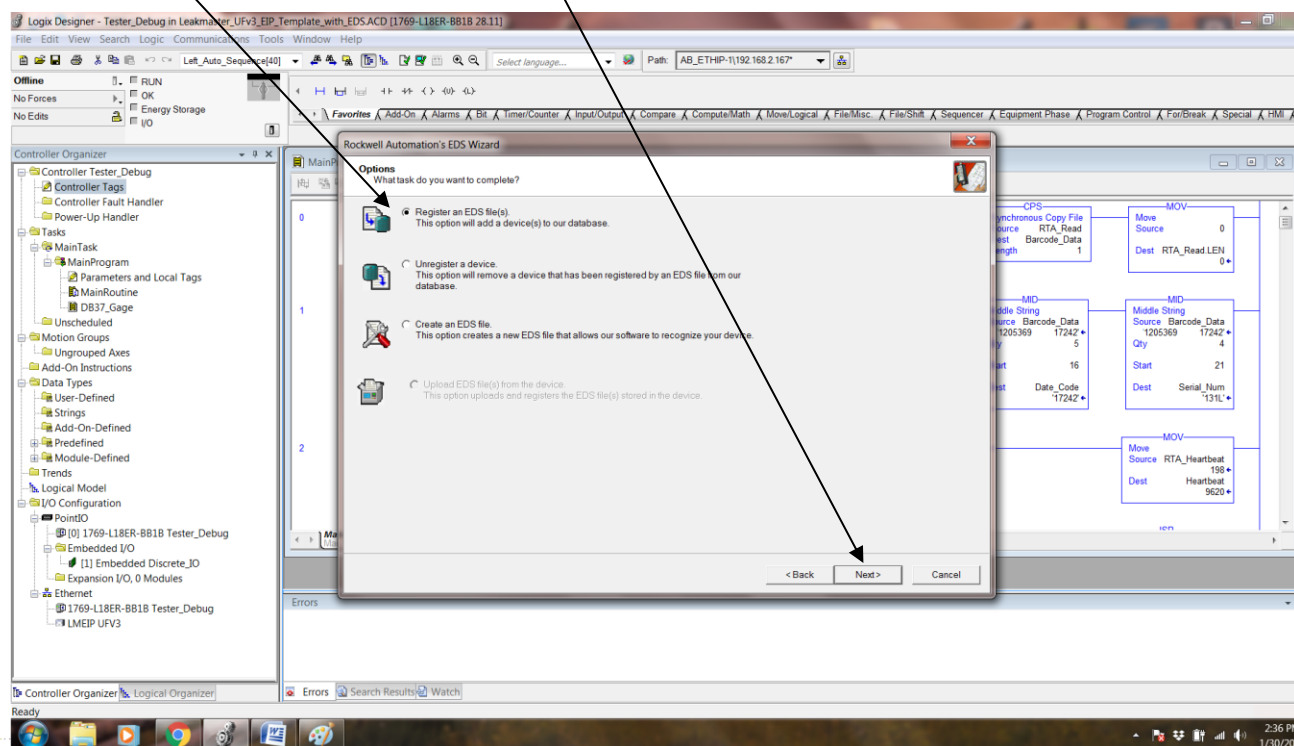 Logix Designer - Tester_Debug in Leakmaster_UFv3_EIP_Template_with_EDS.ACD [1769-L18ER-BB1B 28.11]
File Edit View Search Logic Communications Tools Window Help
Left_Auto_Sequence[40]
Select language...
Path: AB_ETHIP-1\192.168.2.167*
Offline
RUN
No Forces
OK
Energy Storage
No Edits
I/O
Favorites Add-On Alarms Bit Timer/Counter Input/Output Compare Compute/Math Move/Logical File/Misc. File/Shift Sequencer Equipment Phase Program Control For/Break Special HMI
Controller Organizer
Controller Tester_Debug
Controller Tags
Controller Fault Handler
Power-Up Handler
Tasks
MainTask
MainProgram
Parameters and Local Tags
MainRoutine
DB37_Gage
Unscheduled
Motion Groups
Ungrouped Axes
Add-On Instructions
Data Types
User-Defined
Strings
Add-On-Defined
Predefined
Module-Defined
Trends
Logical Model
I/O Configuration
PointIO
[0] 1769-L18ER-BB1B Tester_Debug
Embedded I/O
[1] Embedded Discrete_IO
Expansion I/O, 0 Modules
Ethernet
1769-L18ER-BB1B Tester_Debug
LMEIP UFV3
Controller Organizer Logical Organizer
MainP
0
1
2
Rockwell Automation's EDS Wizard
Options
What task do you want to complete?
Register an EDS file(s).
This option will add a device(s) to our database.
Unregister a device.
This option will remove a device that has been registered by an EDS file from our
database.
Create an EDS file.
This option creates a new EDS file that allows our software to recognize your device.
Upload EDS file(s) from the device.
This option uploads and registers the EDS file(s) stored in the device.
<Back Next> Cancel
CPS
ynchronous Copy File
ource RTA_Read
est Barcode_Data
ength 1
MOV
Move
Source 0
Dest RTA_Read.LEN
0
MID
iddle String
ource Barcode_Data
'1205369 17242'
y 5
art 16
est Date_Code
'17242'
MID
Middle String
Source Barcode_Data
'1205369 17242'
Qty 4
Start 21
Dest Serial_Num
'131L'
MOV
Move
Source RTA_Heartbeat
198
Dest Heartbeat
9620
Errors
Errors Search Results Watch
Ready
2:36 P
1/30/20